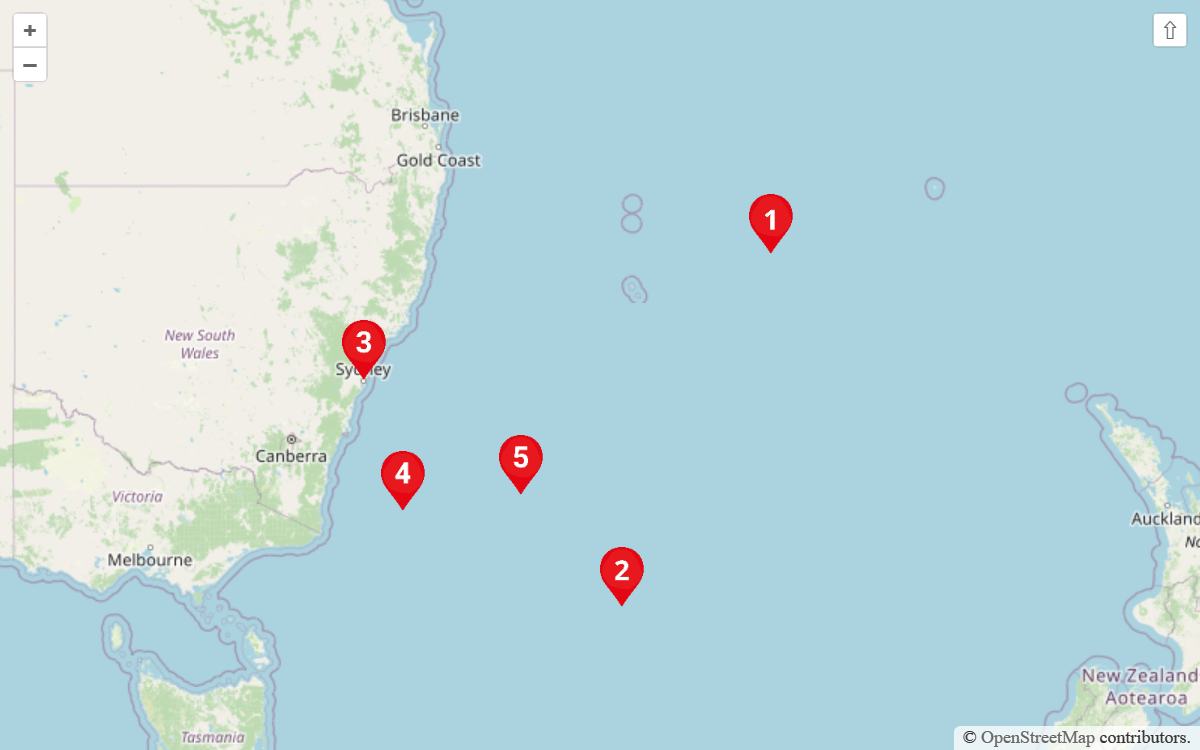 +
−
⇧
Brisbane
Gold Coast
1
New South
Wales
3
Sydney
Canberra
4
5
Victoria
Melbourne
2
Auckland
No
New Zealand
Aotearoa
Tasmania
© OpenStreetMap contributors.